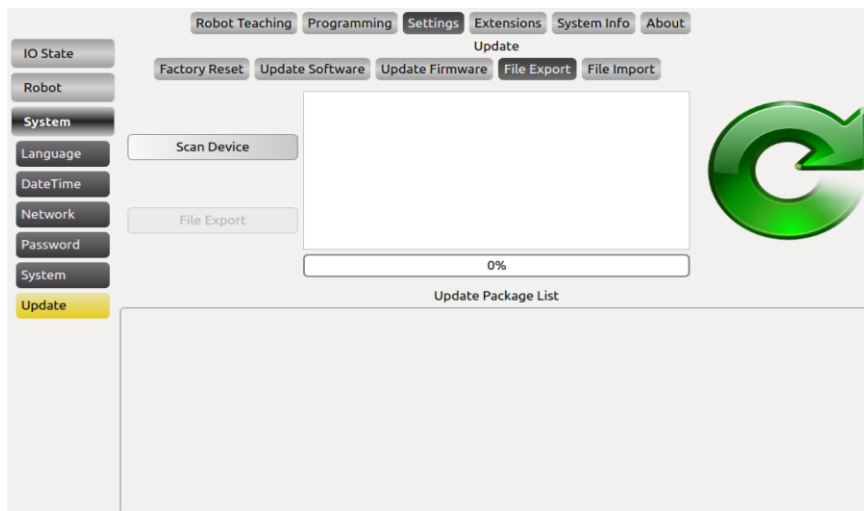 Robot Teaching Programming Settings Extensions System Info About
Update
Factory Reset Update Software Update Firmware File Export File Import
IO State
Robot
System
Language
DateTime
Network
Password
System
Update
Scan Device
File Export
0%
Update Package List